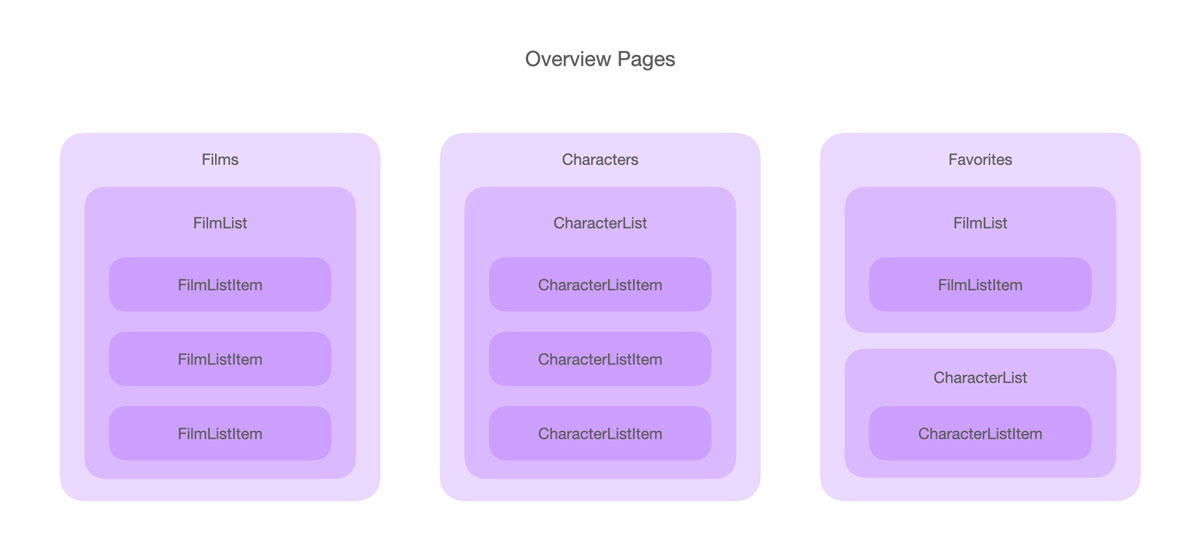 Overview Pages
Films
FilmList
FilmListItem
FilmListItem
FilmListItem
Characters
CharacterList
CharacterListItem
CharacterListItem
CharacterListItem
Favorites
FilmList
FilmListItem
CharacterList
CharacterListItem